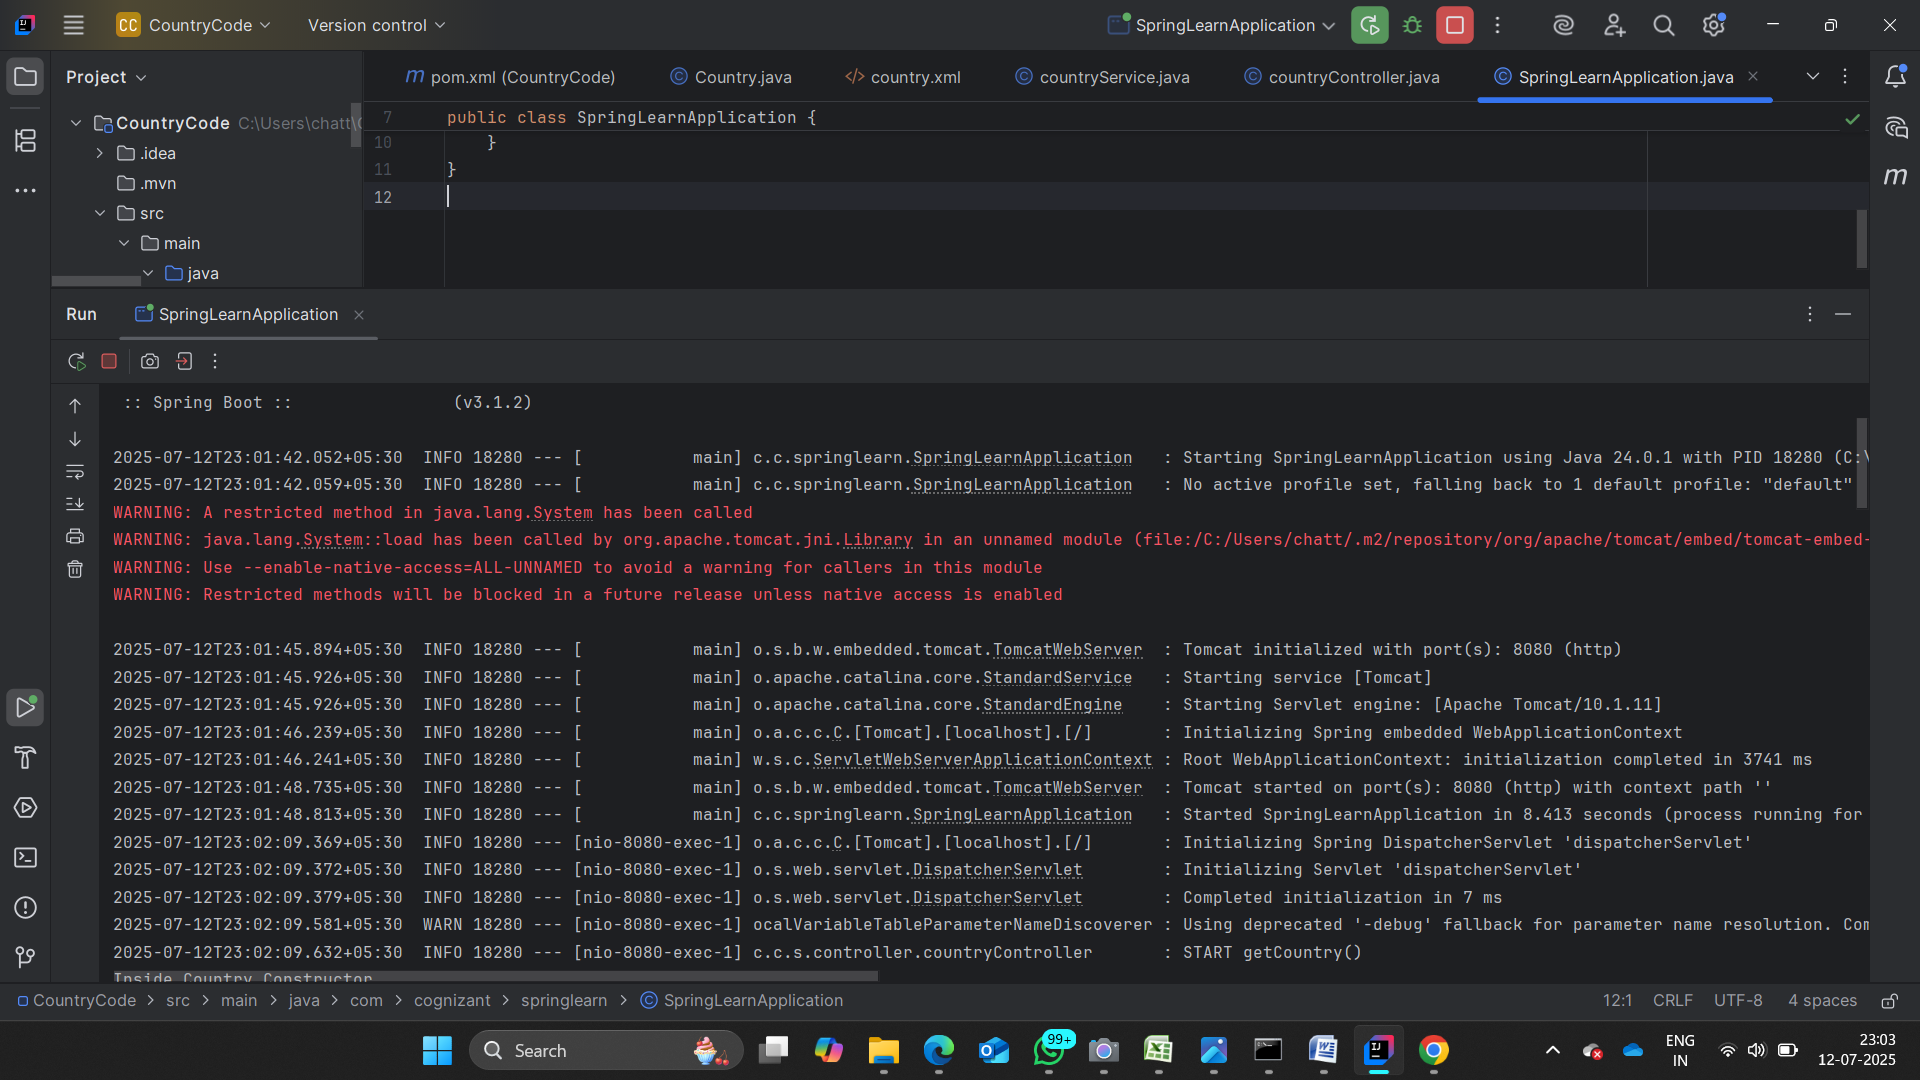 CC CountryCode Version control SpringLearnApplication
Project
pom.xml (CountryCode) Country.java country.xml countryService.java countryController.java SpringLearnApplication.java
CountryCode C:\Users\chatt\
.idea
.mvn
src
main
java
7 public class SpringLearnApplication {
10 }
11 }
12
Run SpringLearnApplication
:: Spring Boot :: (v3.1.2)
2025-07-12T23:01:42.052+05:30 INFO 18280 --- [ main] c.c.springlearn.SpringLearnApplication : Starting SpringLearnApplication using Java 24.0.1 with PID 18280 (C:\
2025-07-12T23:01:42.059+05:30 INFO 18280 --- [ main] c.c.springlearn.SpringLearnApplication : No active profile set, falling back to 1 default profile: "default"
WARNING: A restricted method in java.lang.System has been called
WARNING: java.lang.System::load has been called by org.apache.tomcat.jni.Library in an unnamed module (file:/C:/Users/chatt/.m2/repository/org/apache/tomcat/embed/tomcat-embed-
WARNING: Use --enable-native-access=ALL-UNNAMED to avoid a warning for callers in this module
WARNING: Restricted methods will be blocked in a future release unless native access is enabled
2025-07-12T23:01:45.894+05:30 INFO 18280 --- [ main] o.s.b.w.embedded.tomcat.TomcatWebServer : Tomcat initialized with port(s): 8080 (http)
2025-07-12T23:01:45.926+05:30 INFO 18280 --- [ main] o.apache.catalina.core.StandardService : Starting service [Tomcat]
2025-07-12T23:01:45.926+05:30 INFO 18280 --- [ main] o.apache.catalina.core.StandardEngine : Starting Servlet engine: [Apache Tomcat/10.1.11]
2025-07-12T23:01:46.239+05:30 INFO 18280 --- [ main] o.a.c.c.C.[Tomcat].[localhost].[/] : Initializing Spring embedded WebApplicationContext
2025-07-12T23:01:46.241+05:30 INFO 18280 --- [ main] w.s.c.ServletWebServerApplicationContext : Root WebApplicationContext: initialization completed in 3741 ms
2025-07-12T23:01:48.735+05:30 INFO 18280 --- [ main] o.s.b.w.embedded.tomcat.TomcatWebServer : Tomcat started on port(s): 8080 (http) with context path ''
2025-07-12T23:01:48.813+05:30 INFO 18280 --- [ main] c.c.springlearn.SpringLearnApplication : Started SpringLearnApplication in 8.413 seconds (process running for
2025-07-12T23:02:09.369+05:30 INFO 18280 --- [nio-8080-exec-1] o.a.c.c.C.[Tomcat].[localhost].[/] : Initializing Spring DispatcherServlet 'dispatcherServlet'
2025-07-12T23:02:09.372+05:30 INFO 18280 --- [nio-8080-exec-1] o.s.web.servlet.DispatcherServlet : Initializing Servlet 'dispatcherServlet'
2025-07-12T23:02:09.379+05:30 INFO 18280 --- [nio-8080-exec-1] o.s.web.servlet.DispatcherServlet : Completed initialization in 7 ms
2025-07-12T23:02:09.581+05:30 WARN 18280 --- [nio-8080-exec-1] ocalVariableTableParameterNameDiscoverer : Using deprecated '-debug' fallback for parameter name resolution. Com
2025-07-12T23:02:09.632+05:30 INFO 18280 --- [nio-8080-exec-1] c.c.s.controller.countryController : START getCountry()
Inside Country Constructor
CountryCode > src > main > java > com > cognizant > springlearn > SpringLearnApplication 12:1 CRLF UTF-8 4 spaces
Search 99+ ENG IN 23:03
12-07-2025